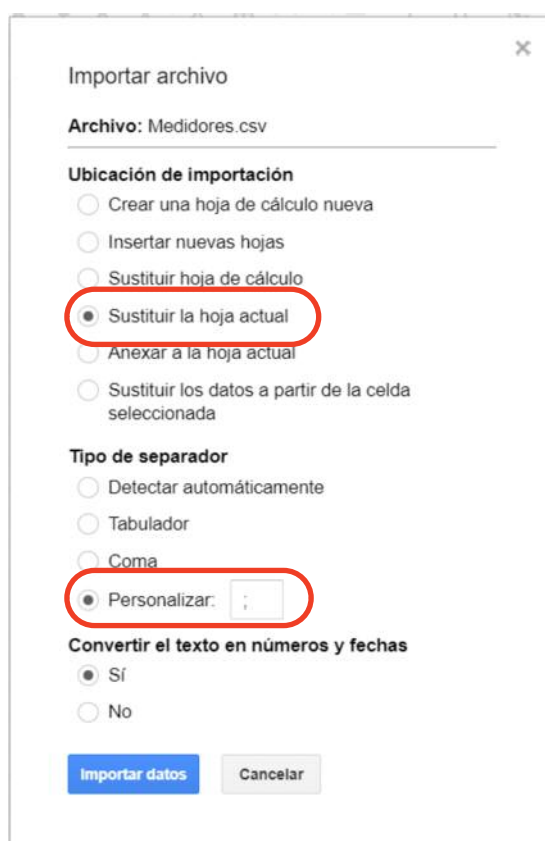 Importar archivo
Archivo: Medidores.csv
Ubicación de importación
Crear una hoja de cálculo nueva
Insertar nuevas hojas
Sustituir hoja de cálculo
Sustituir la hoja actual
Anexar a la hoja actual
Sustituir los datos a partir de la celda
seleccionada
Tipo de separador
Detectar automáticamente
Tabulador
Coma
Personalizar: ;
Convertir el texto en números y fechas
Sí
No
Importar datos Cancelar